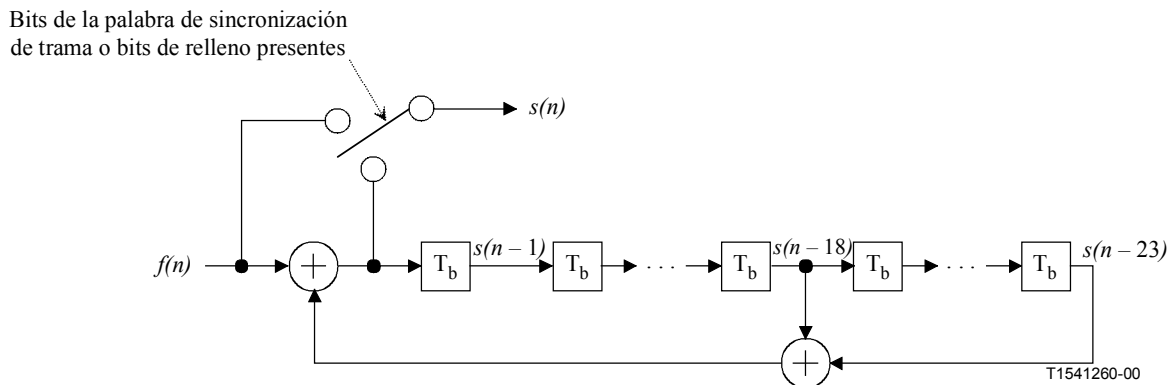 Bits de la palabra de sincronización
de trama o bits de relleno presentes
s(n)
f(n)
+
T_b
s(n – 1)
T_b
. . .
T_b
s(n – 18)
T_b
. . .
T_b
s(n – 23)
+
T1541260-00